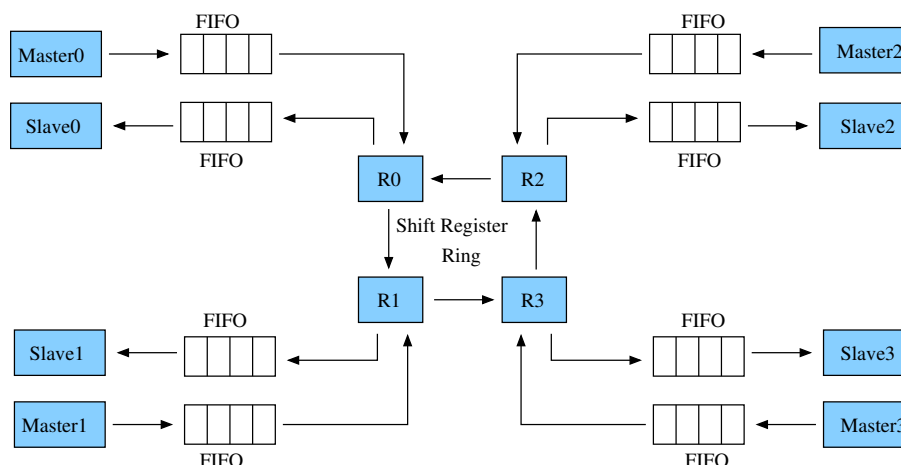 FIFO
FIFO
Master0
Master2
Slave0
Slave2
FIFO
FIFO
R0
R2
Shift Register
Ring
R1
R3
FIFO
FIFO
Slave1
Slave3
Master1
Master3
FIFO
FIFO